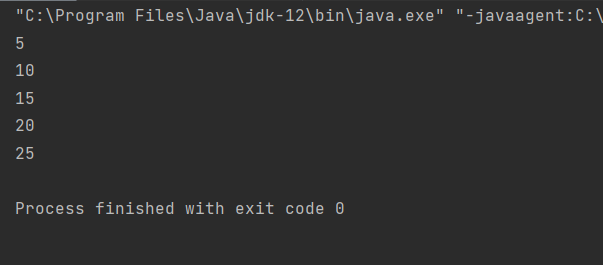 "C:\Program Files\Java\jdk-12\bin\java.exe" "-javaagent:C:\
5
10
15
20
25
Process finished with exit code 0